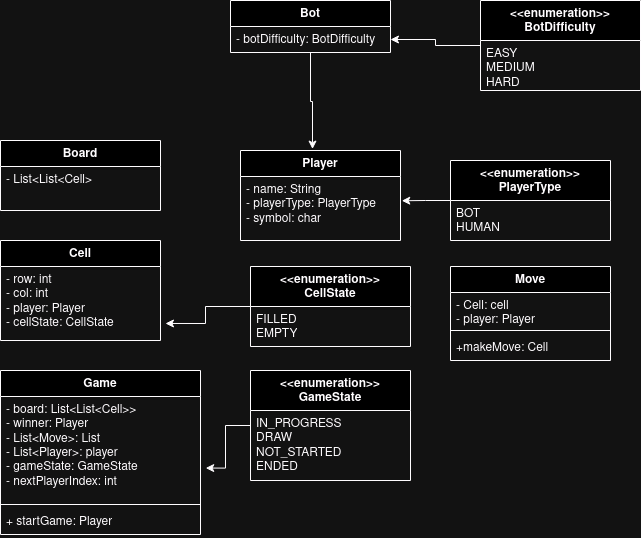 Bot
- botDifficulty: BotDifficulty
<<enumeration>>
BotDifficulty
EASY
MEDIUM
HARD
Board
- List<List<Cell>
Player
- name: String
- playerType: PlayerType
- symbol: char
<<enumeration>>
PlayerType
BOT
HUMAN
Cell
- row: int
- col: int
- player: Player
- cellState: CellState
<<enumeration>>
CellState
FILLED
EMPTY
Move
- Cell: cell
- player: Player
+makeMove: Cell
Game
- board: List<List<Cell>>
- winner: Player
- List<Move>: List
- List<Player>: player
- gameState: GameState
- nextPlayerIndex: int
+ startGame: Player
<<enumeration>>
GameState
IN_PROGRESS
DRAW
NOT_STARTED
ENDED